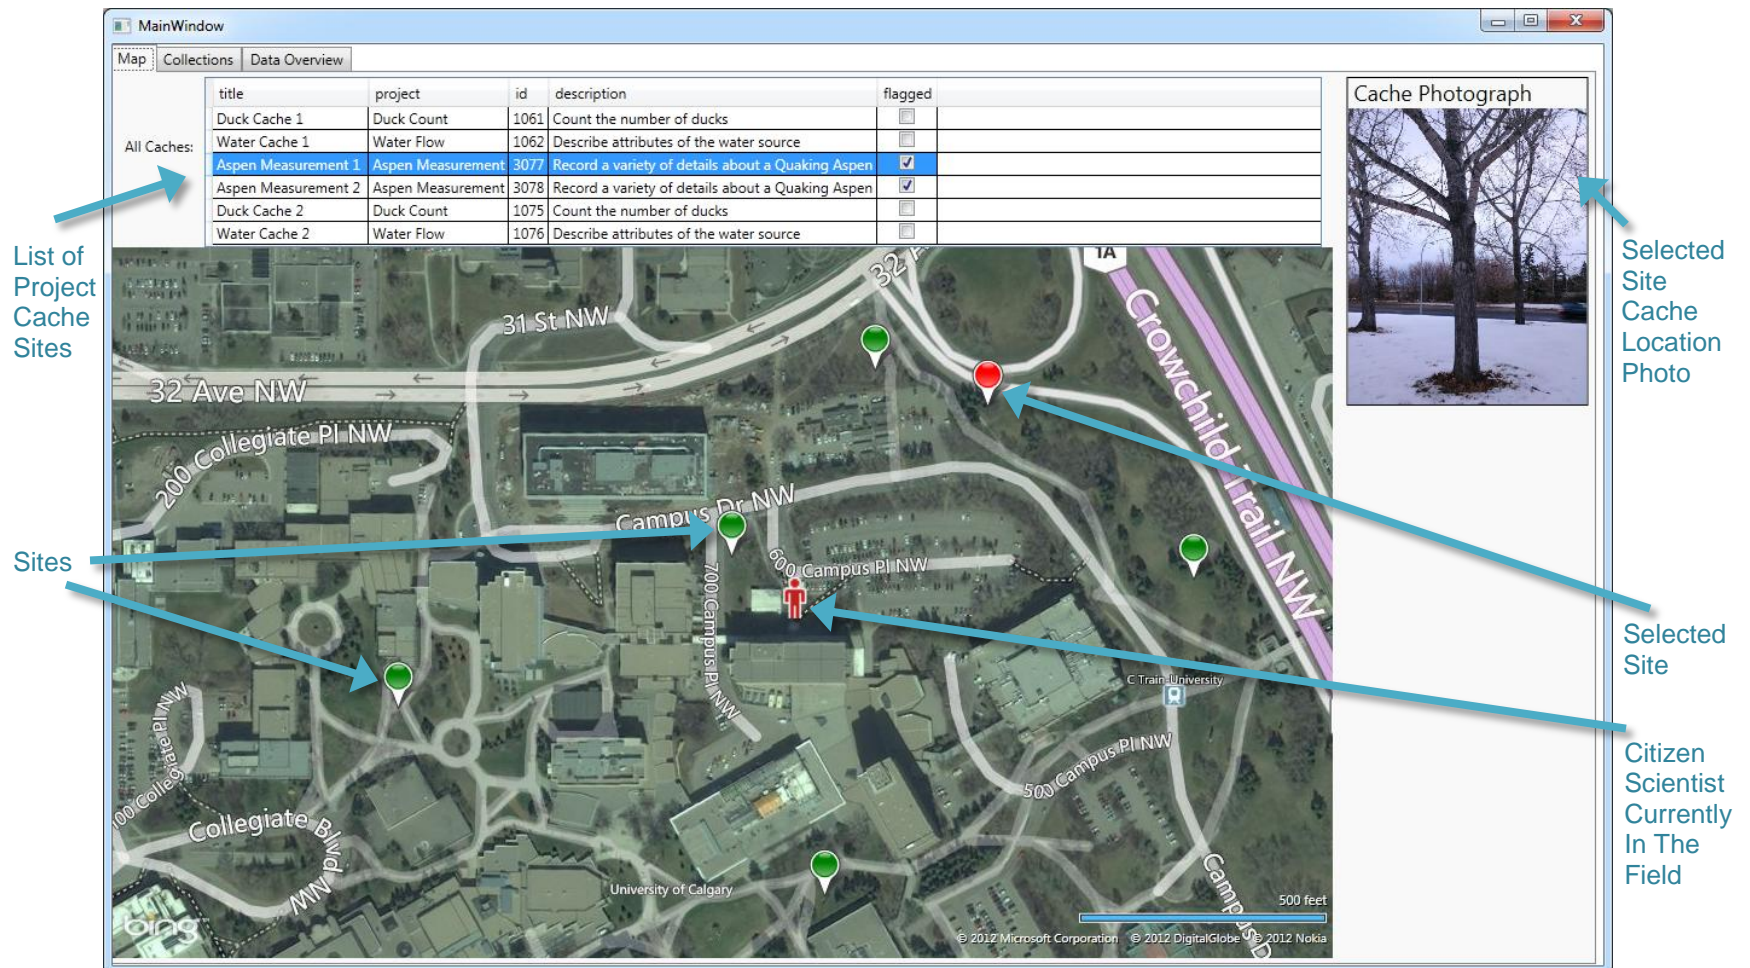 MainWindow
Map Collections Data Overview
title project id description flagged
Duck Cache 1 Duck Count 1061 Count the number of ducks
Water Cache 1 Water Flow 1062 Describe attributes of the water source
All Caches:
Aspen Measurement 1 Aspen Measurement 3077 Record a variety of details about a Quaking Aspen
Aspen Measurement 2 Aspen Measurement 3078 Record a variety of details about a Quaking Aspen
Duck Cache 2 Duck Count 1075 Count the number of ducks
Water Cache 2 Water Flow 1076 Describe attributes of the water source
Cache Photograph
List of
Project
Cache
Sites
Selected
Site
Cache
Location
Photo
1A
32 A
31 St NW
32 Ave NW
Crowchild Trail NW
200 Collegiate Pl NW
Campus Dr NW
Sites
600 Campus Pl NW
700 Campus Pl NW
Selected
Site
C Train-University
Citizen
Scientist
Currently
In The
Field
500 Campus Pl NW
100 Collegiate Pl NW
Collegiate Blvd NW
University of Calgary
Campus D
500 feet
bing
© 2012 Microsoft Corporation © 2012 DigitalGlobe © 2012 Nokia